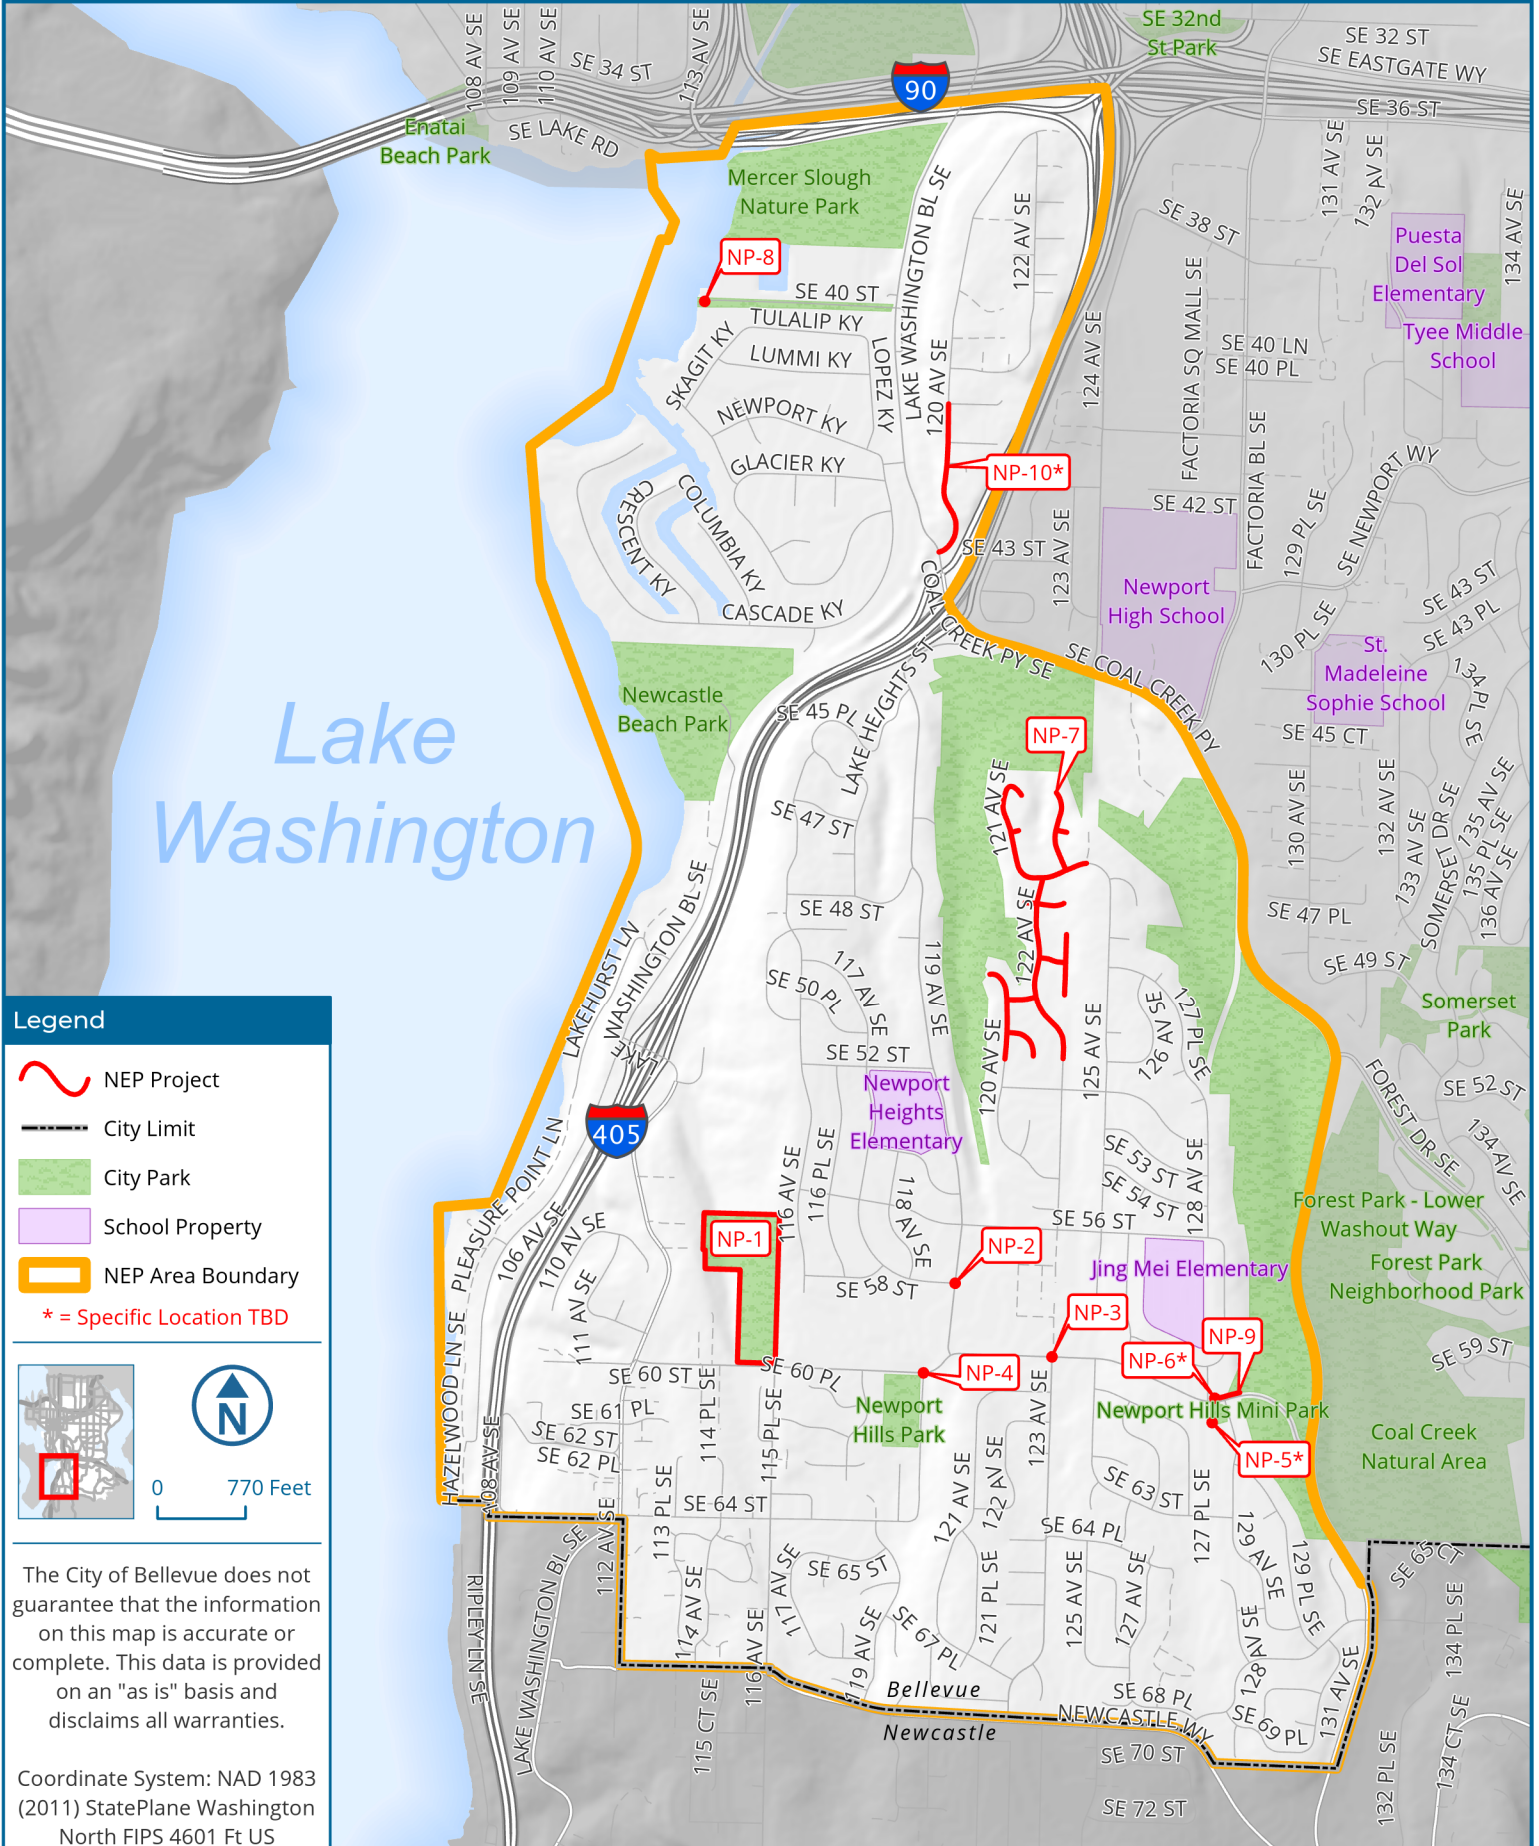 SE 32nd
St Park
SE 32 ST
SE EASTGATE WY
SE 36 ST
108 AV SE
109 AV SE
110 AV SE
SE 34 ST
113 AV SE
90
Enatai
Beach Park
SE LAKE RD
131 AV SE
132 AV SE
134 AV SE
Mercer Slough
Nature Park
LAKE WASHINGTON BL SE
122 AV SE
SE 38 ST
Puesta
Del Sol
Elementary
NP-8
SE 40 ST
TULALIP KY
SKAGIT KY
LUMMI KY
LOPEZ KY
120 AV SE
124 AV SE
FACTORIA SQ MALL SE
SE 40 LN
SE 40 PL
Tyee Middle
School
NEWPORT KY
GLACIER KY
NP-10*
FACTORIA BL SE
SE NEWPORT WY
CRESCENT KY
COLUMBIA KY
SE 42 ST
129 PL SE
SE 43 ST
123 AV SE
CASCADE KY
COAL CREEK PY SE
Newport
High School
SE 43 ST
SE 43 PL
130 PL SE
SE COAL CREEK PY
St.
Madeleine
Sophie School
134 PL SE
Newcastle
Beach Park
SE 45 PL
LAKE HEIGHTS ST
NP-7
SE 45 CT
Lake
Washington
SE 47 ST
121 AV SE
130 AV SE
132 AV SE
133 AV SE
SOMERSET DR SE
135 AV SE
135 PL SE
136 AV SE
SE 48 ST
122 AV SE
SE 47 PL
LAKEHURST LN
LAKE WASHINGTON BL SE
117 AV SE
119 AV SE
SE 50 PL
SE 49 ST
Somerset
Park
126 AV SE
127 PL SE
SE 52 ST
120 AV SE
125 AV SE
Newport
Heights
Elementary
FOREST DR SE
SE 52 ST
134 AV SE
405
PLEASURE POINT LN
116 AV SE
116 PL SE
118 AV SE
SE 53 ST
SE 54 ST
128 AV SE
Forest Park - Lower
Washout Way
106 AV SE
110 AV SE
NP-1
SE 56 ST
NP-2
Jing Mei Elementary
Forest Park
Neighborhood Park
SE 58 ST
111 AV SE
NP-3
NP-9
NP-6*
SE 59 ST
HAZELWOOD LN SE
SE 60 ST
SE 60 PL
NP-4
Newport
Hills Park
Newport Hills Mini Park
SE 61 PL
SE 62 ST
SE 62 PL
114 PL SE
115 PL SE
123 AV SE
NP-5*
Coal Creek
Natural Area
108 AV SE
113 PL SE
SE 64 ST
121 AV SE
122 AV SE
SE 63 ST
SE 64 PL
127 PL SE
129 AV SE
129 PL SE
SE 65 CT
112 AV SE
LAKE WASHINGTON BL SE
RIPLEY LN SE
114 AV SE
117 AV SE
SE 65 ST
121 PL SE
125 AV SE
127 AV SE
134 PL SE
116 AV SE
119 AV SE
SE 67 PL
128 AV SE
131 AV SE
Bellevue
Newcastle
SE 68 PL
NEWCASTLE WY
SE 69 PL
115 CT SE
SE 70 ST
132 PL SE
134 CT SE
SE 72 ST
Legend
NEP Project
City Limit
City Park
School Property
NEP Area Boundary
* = Specific Location TBD
N
0 770 Feet
The City of Bellevue does not
guarantee that the information
on this map is accurate or
complete. This data is provided
on an "as is" basis and
disclaims all warranties.
Coordinate System: NAD 1983
(2011) StatePlane Washington
North FIPS 4601 Ft US